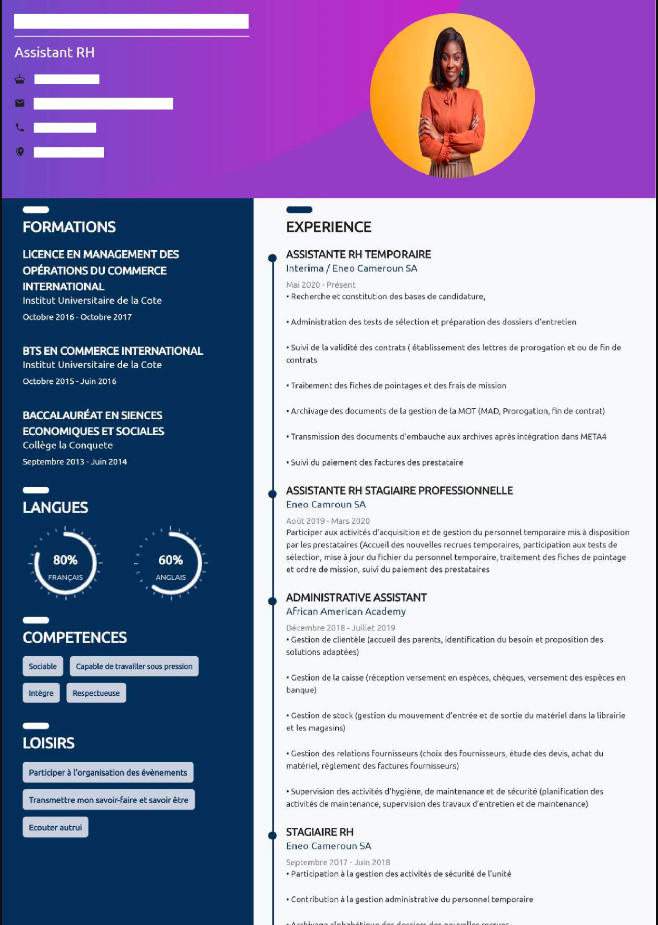 Assistant RH
FORMATIONS
LICENCE EN MANAGEMENT DES
OPÉRATIONS DU COMMERCE
INTERNATIONAL
Institut Universitaire de la Cote
Octobre 2016 - Octobre 2017
BTS EN COMMERCE INTERNATIONAL
Institut Universitaire de la Cote
Octobre 2015 - Juin 2016
BACCALAURÉAT EN SIENCES
ECONOMIQUES ET SOCIALES
Collège la Conquete
Septembre 2013 - Juin 2014
LANGUES
80%
FRANÇAIS
60%
ANGLAIS
COMPETENCES
Sociable
Capable de travailler sous pression
Intègre
Respectueuse
LOISIRS
Participer à l'organisation des évènements
Transmettre mon savoir-faire et savoir être
Ecouter autrui
EXPERIENCE
ASSISTANTE RH TEMPORAIRE
Interima / Eneo Cameroun SA
Mai 2020 - Présent
• Recherche et constitution des bases de candidature,
• Administration des tests de sélection et préparation des dossiers d'entretien
• Suivi de la validité des contrats ( établissement des lettres de prorogation et ou de fin de
contrats
• Traitement des fiches de pointages et des frais de mission
• Archivage des documents de la gestion de la MOT (MAD, Prorogation, fin de contrat)
• Transmission des documents d'embauche aux archives après intégration dans META4
• Suivi du paiement des factures des prestataire
ASSISTANTE RH STAGIAIRE PROFESSIONNELLE
Eneo Camroun SA
Août 2019 - Mars 2020
Participer aux activités d'acquisition et de gestion du personnel temporaire mis à disposition
par les prestataires (Accueil des nouvelles recrues temporaires, participation aux tests de
sélection, mise à jour du fichier du personnel temporaire, traitement des fiches de pointage
et ordre de mission, suivi du paiement des prestataires
ADMINISTRATIVE ASSISTANT
African American Academy
Décembre 2018 - Juillet 2019
• Gestion de clientèle (accueil des parents, identification du besoin et proposition des
solutions adaptées)
• Gestion de la caisse (réception versement en espèces, chèques, versement des espèces en
banque)
• Gestion de stock (gestion du mouvement d'entrée et de sortie du matériel dans la librairie
et les magasins)
• Gestion des relations fournisseurs (choix des fournisseurs, étude des devis, achat du
matériel, règlement des factures fournisseurs)
• Supervision des activités d'hygiène, de maintenance et de sécurité (planification des
activités de maintenance, supervision des travaux d'entretien et de maintenance)
STAGIAIRE RH
Eneo Cameroun SA
Septembre 2017 - Juin 2018
• Participation à la gestion des activités de sécurité de l'unité
• Contribution à la gestion administrative du personnel temporaire
• Archivage alphabétique des dossiers des nouvelles recrues